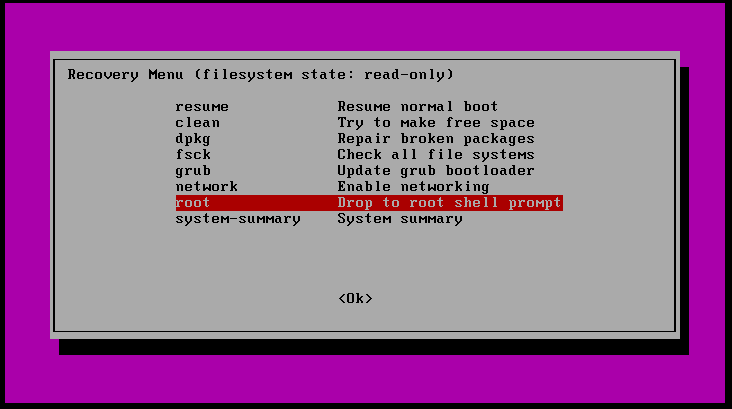 Recovery Menu (filesystem state: read-only)
resume Resume normal boot
clean Try to make free space
dpkg Repair broken packages
fsck Check all file systems
grub Update grub bootloader
network Enable networking
root Drop to root shell prompt
system-summary System summary
<Ok>